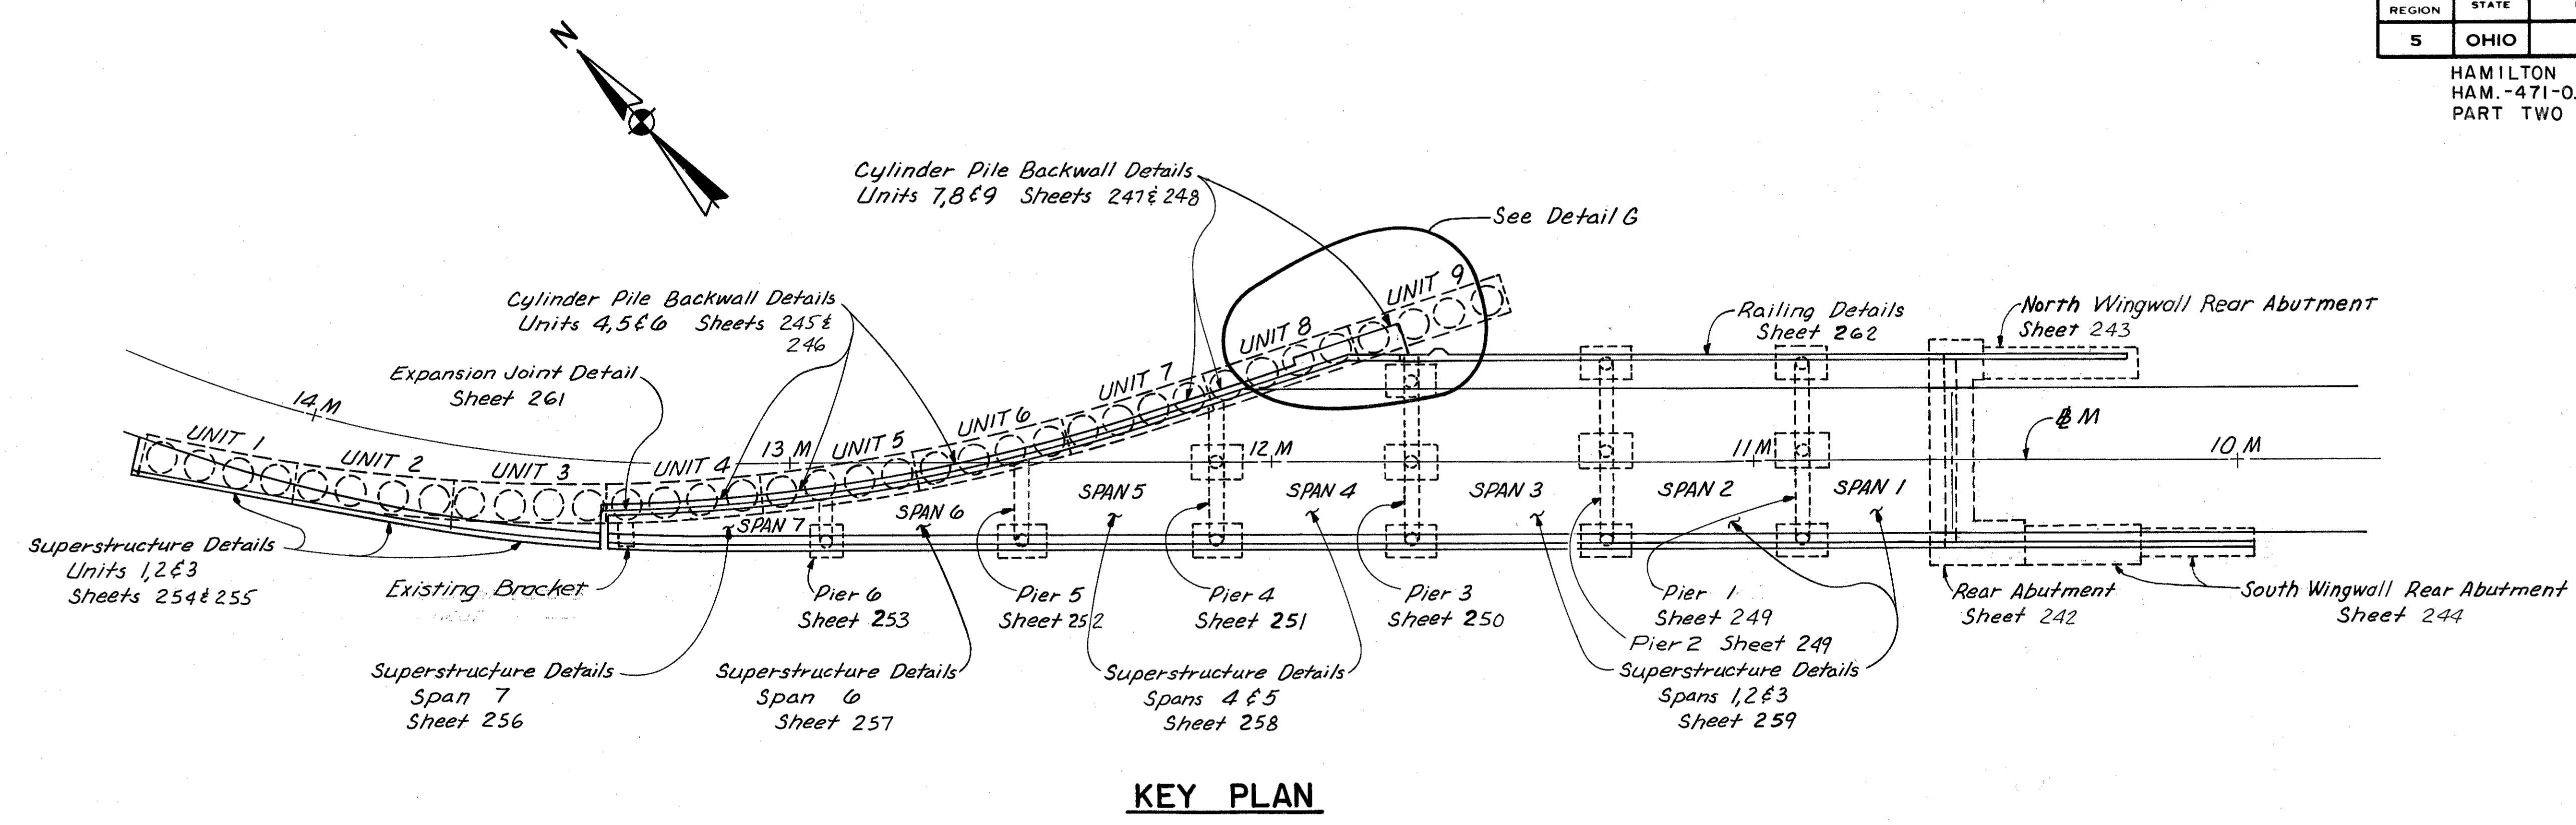 REGION
STATE
5
OHIO
HAMILTON
HAM.-471-0.
PART TWO
N
Cylinder Pile Backwall Details
Units 7,8&9 Sheets 247 & 248
See Detail G
Cylinder Pile Backwall Details
Units 4,5&6 Sheets 245 &
246
Expansion Joint Detail
Sheet 261
Railing Details
Sheet 262
North Wingwall Rear Abutment
Sheet 243
14 M
13 M
12 M
11 M
10 M
℄ M
UNIT 1
UNIT 2
UNIT 3
UNIT 4
UNIT 5
UNIT 6
UNIT 7
UNIT 8
UNIT 9
SPAN 7
SPAN 6
SPAN 5
SPAN 4
SPAN 3
SPAN 2
SPAN 1
Superstructure Details
Units 1,2&3
Sheets 254 & 255
Existing Bracket
Pier 6
Sheet 253
Pier 5
Sheet 252
Pier 4
Sheet 251
Pier 3
Sheet 250
Pier 1
Sheet 249
Pier 2 Sheet 249
Rear Abutment
Sheet 242
South Wingwall Rear Abutment
Sheet 244
Superstructure Details
Span 7
Sheet 256
Superstructure Details
Span 6
Sheet 257
Superstructure Details
Spans 4 & 5
Sheet 258
Superstructure Details
Spans 1,2&3
Sheet 259
KEY PLAN